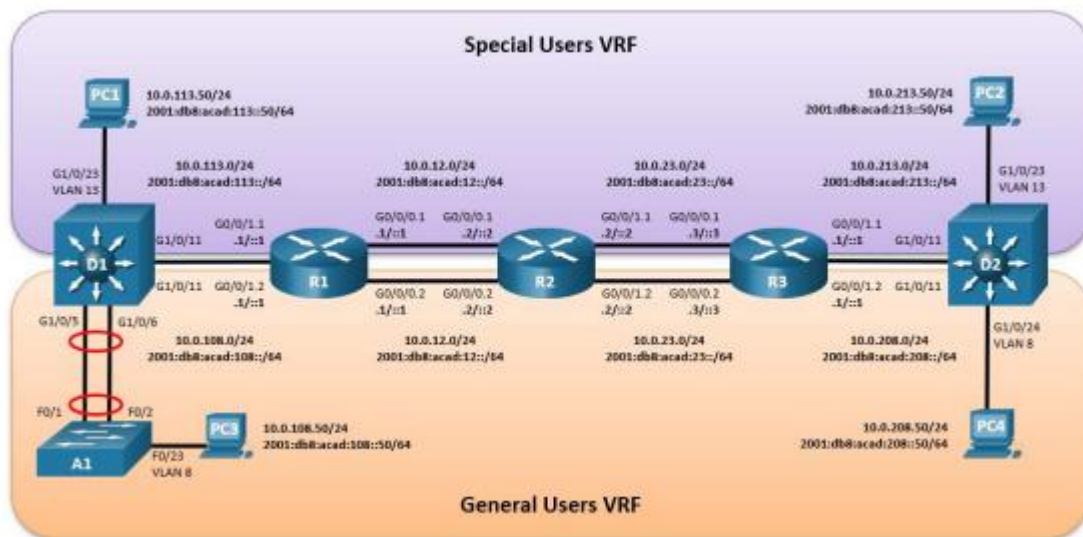 Special Users VRF
PC1
10.0.113.50/24
2001:db8:acad:113::50/64
10.0.213.50/24
2001:db8:acad:213::50/64
PC2
G1/0/23
VLAN 13
10.0.113.0/24
2001:db8:acad:113::/64
10.0.12.0/24
2001:db8:acad:12::/64
10.0.23.0/24
2001:db8:acad:23::/64
10.0.213.0/24
2001:db8:acad:213::/64
G1/0/23
VLAN 13
G1/0/11
G0/0/1.1
.1/::1
G0/0/0.1
.1/::1
G0/0/0.1
.2/::2
G0/0/1.1
.2/::2
G0/0/0.1
.3/::3
G0/0/1.1
.1/::1
G1/0/11
D1
R1
R2
R3
D2
G1/0/11
G0/0/1.2
.1/::1
G0/0/0.2
.1/::1
G0/0/0.2
.2/::2
G0/0/1.2
.2/::2
G0/0/0.2
.3/::3
G0/0/1.2
.1/::1
G1/0/11
G1/0/5
G1/0/6
10.0.108.0/24
2001:db8:acad:108::/64
10.0.12.0/24
2001:db8:acad:12::/64
10.0.23.0/24
2001:db8:acad:23::/64
10.0.208.0/24
2001:db8:acad:208::/64
G1/0/24
VLAN 8
F0/1
F0/2
A1
F0/23
VLAN 8
PC3
10.0.108.50/24
2001:db8:acad:108::50/64
10.0.208.50/24
2001:db8:acad:208::50/64
PC4
General Users VRF